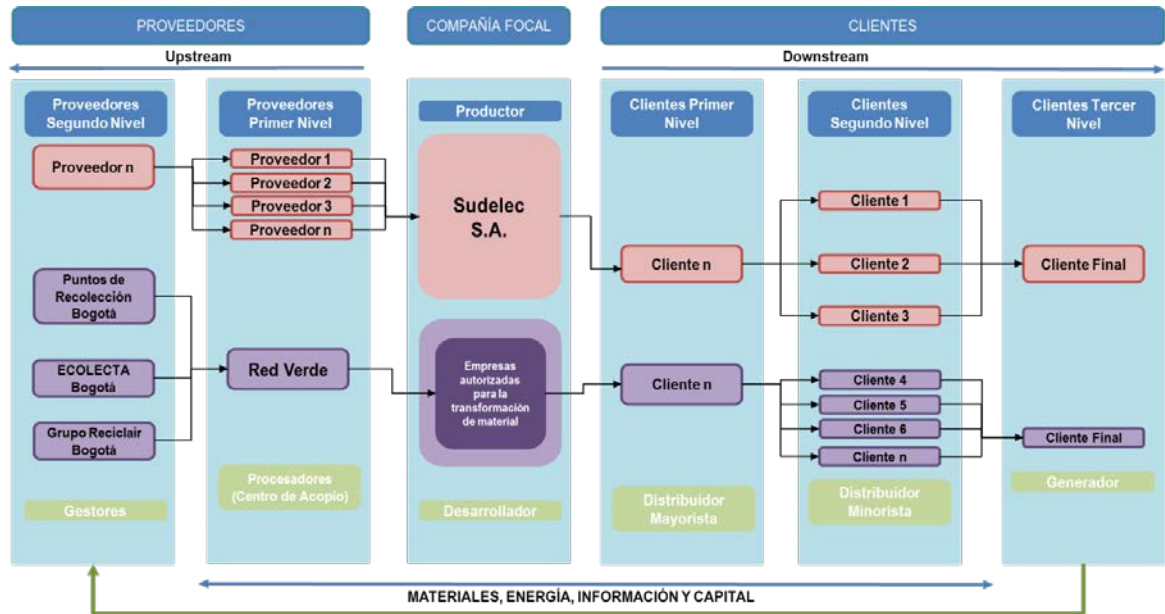 PROVEEDORES
COMPAÑÍA FOCAL
CLIENTES
Upstream
Downstream
Proveedores
Segundo Nivel
Proveedores
Primer Nivel
Productor
Clientes Primer
Nivel
Clientes
Segundo Nivel
Clientes Tercer
Nivel
Proveedor n
Proveedor 1
Proveedor 2
Proveedor 3
Proveedor n
Sudelec
S.A.
Cliente n
Cliente 1
Cliente 2
Cliente 3
Cliente Final
Puntos de
Recolección
Bogotá
ECOLECTA
Bogotá
Grupo Reciclair
Bogotá
Red Verde
Empresas
autorizadas
para la
transformación
de material
Cliente n
Cliente 4
Cliente 5
Cliente 6
Cliente n
Cliente Final
Gestores
Procesadores
(Centro de Acopio)
Desarrollador
Distribuidor
Mayorista
Distribuidor
Minorista
Generador
MATERIALES, ENERGÍA, INFORMACIÓN Y CAPITAL